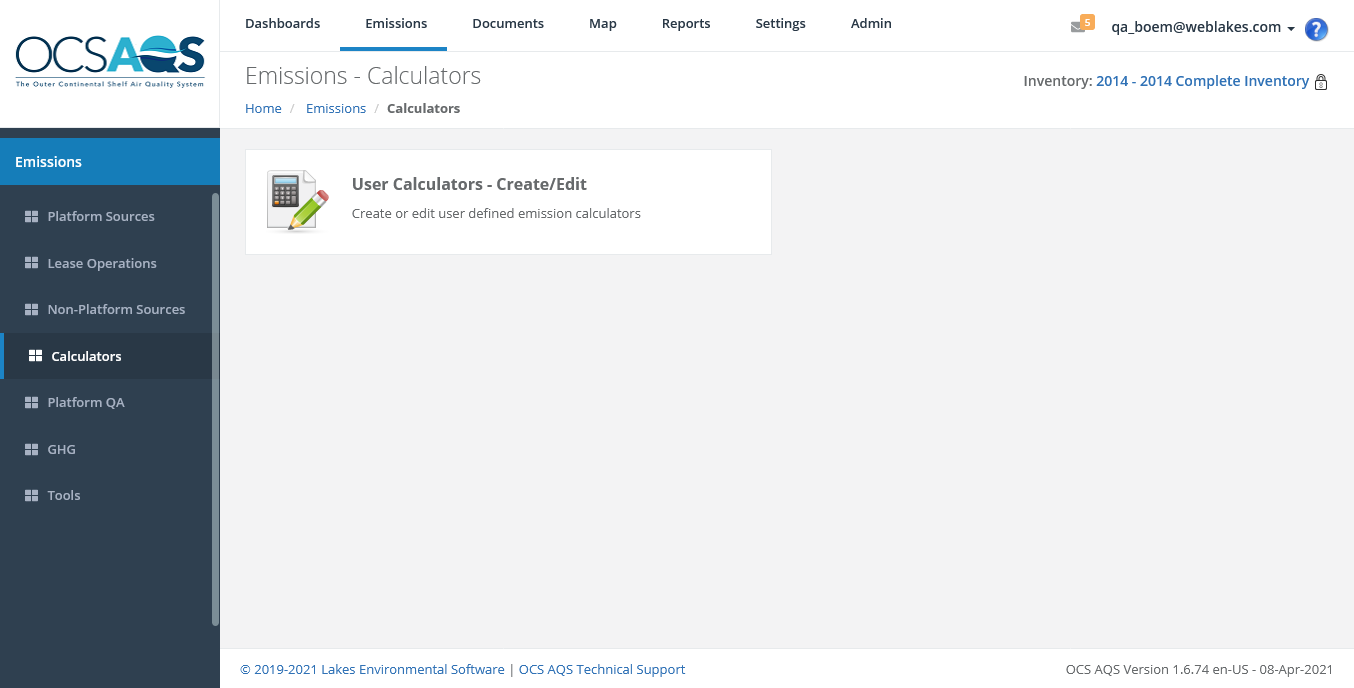 OCSAQS
The Outer Continental Shelf Air Quality System
Dashboards Emissions Documents Map Reports Settings Admin
5 qa_boem@weblakes.com ?
Emissions - Calculators
Inventory: 2014 - 2014 Complete Inventory
Home / Emissions / Calculators
Emissions
Platform Sources
Lease Operations
Non-Platform Sources
Calculators
Platform QA
GHG
Tools
User Calculators - Create/Edit
Create or edit user defined emission calculators
© 2019-2021 Lakes Environmental Software | OCS AQS Technical Support
OCS AQS Version 1.6.74 en-US - 08-Apr-2021